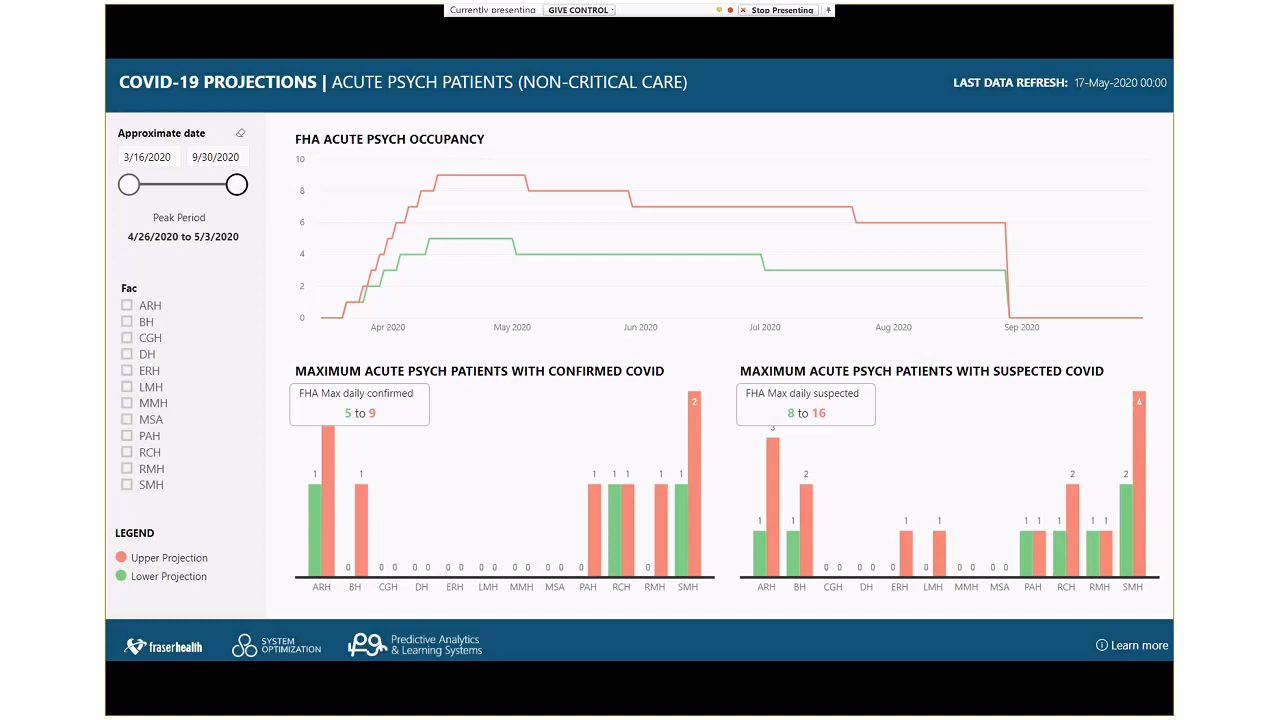 Currently presenting GIVE CONTROL Stop Presenting
COVID-19 PROJECTIONS | ACUTE PSYCH PATIENTS (NON-CRITICAL CARE) LAST DATA REFRESH: 17-May-2020 00:00
Approximate date
3/16/2020 9/30/2020
Peak Period
4/26/2020 to 5/3/2020
Fac
ARH
BH
CGH
DH
ERH
LMH
MMH
MSA
PAH
RCH
RMH
SMH
LEGEND
Upper Projection
Lower Projection
FHA ACUTE PSYCH OCCUPANCY
10
8
6
4
2
0
Apr 2020 May 2020 Jun 2020 Jul 2020 Aug 2020 Sep 2020
MAXIMUM ACUTE PSYCH PATIENTS WITH CONFIRMED COVID
FHA Max daily confirmed
5 to 9
2
1 1 1 1 1 1 1
0 0 0 0 0 0 0 0 0 0 0 0 0 0 0
ARH BH CGH DH ERH LMH MMH MSA PAH RCH RMH SMH
MAXIMUM ACUTE PSYCH PATIENTS WITH SUSPECTED COVID
FHA Max daily suspected
8 to 16
4
3
2 2 2
1 1 1 1 1 1 1 1 1
0 0 0 0 0 0 0 0 0 0
ARH BH CGH DH ERH LMH MMH MSA PAH RCH RMH SMH
fraserhealth
SYSTEM
OPTIMIZATION
Predictive Analytics
& Learning Systems
Learn more